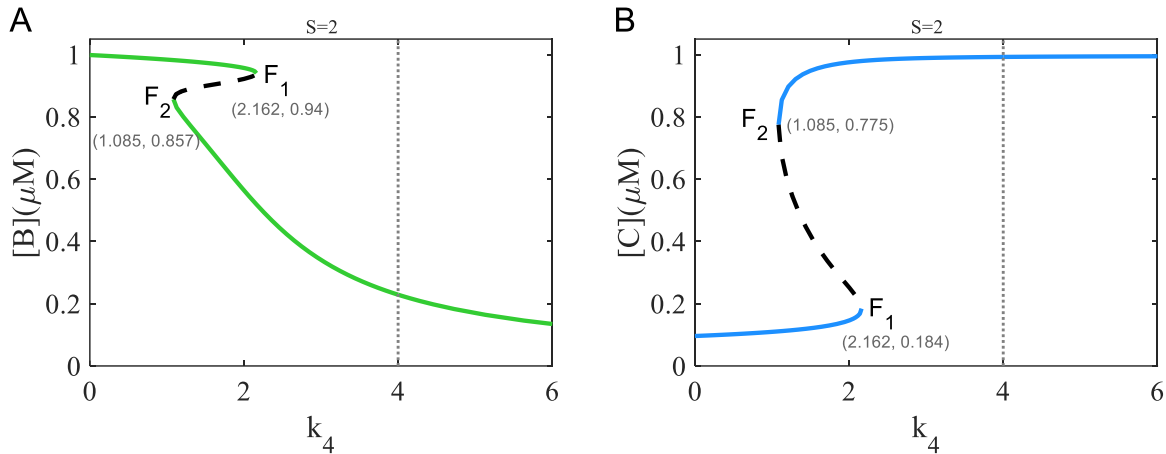 A
S=2
[B](μM)
1
0.8
0.6
0.4
0.2
0
F1
(2.162, 0.94)
F2
(1.085, 0.857)
0 2 4 6
k4
B
S=2
[C](μM)
1
0.8
0.6
0.4
0.2
0
F2
(1.085, 0.775)
F1
(2.162, 0.184)
0 2 4 6
k4